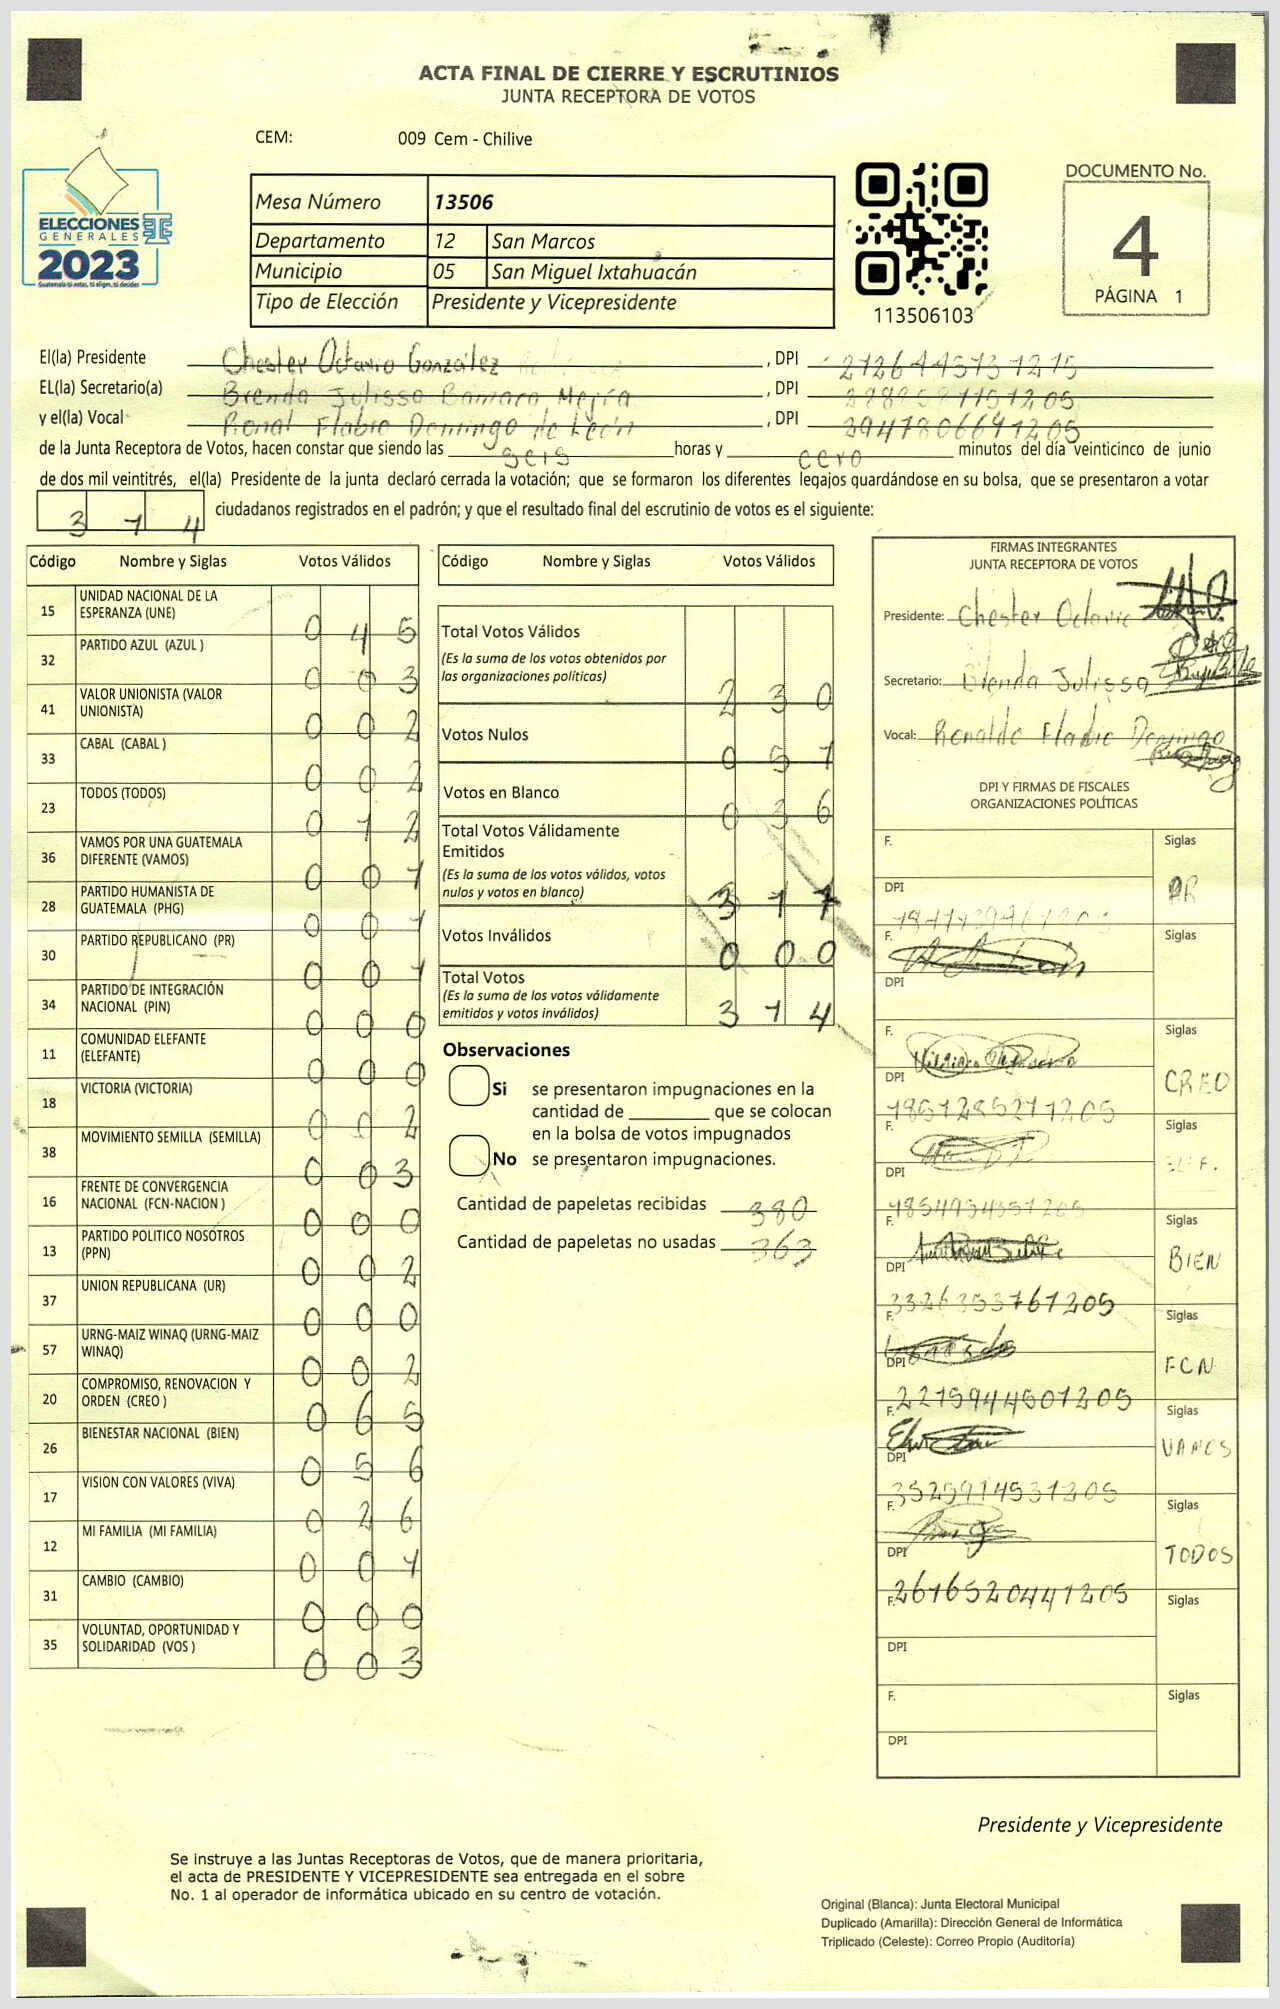 ACTA FINAL DE CIERRE Y ESCRUTINIOS
JUNTA RECEPTORA DE VOTOS
CEM: 009 Cem - Chilive
ELECCIONES
GENERALES
2023
Guatemala tú votas, tú eliges, tú decides
Mesa Número 13506
Departamento 12 San Marcos
Municipio 05 San Miguel Ixtahuacán
Tipo de Elección Presidente y Vicepresidente
113506103
DOCUMENTO No.
4
PÁGINA 1
El(la) Presidente Chester Octavio González , DPI
EL(la) Secretario(a) Brenda Julissa Bamaca Mejía , DPI
y el(la) Vocal Ronal Flabio Domingo de León , DPI
de la Junta Receptora de Votos, hacen constar que siendo las seis horas y cero minutos del día veinticinco de junio
de dos mil veintitrés, el(la) Presidente de la junta declaró cerrada la votación; que se formaron los diferentes legajos guardándose en su bolsa, que se presentaron a votar
3 1 4 ciudadanos registrados en el padrón; y que el resultado final del escrutinio de votos es el siguiente:
Código Nombre y Siglas Votos Válidos
15 UNIDAD NACIONAL DE LA ESPERANZA (UNE) 0 4 5
32 PARTIDO AZUL (AZUL ) 0 0 3
41 VALOR UNIONISTA (VALOR UNIONISTA) 0 0 2
33 CABAL (CABAL ) 0 0 2
23 TODOS (TODOS) 0 1 2
36 VAMOS POR UNA GUATEMALA DIFERENTE (VAMOS) 0 0 1
28 PARTIDO HUMANISTA DE GUATEMALA (PHG) 0 0 1
30 PARTIDO REPUBLICANO (PR) 0 0 1
34 PARTIDO DE INTEGRACIÓN NACIONAL (PIN) 0 0 0
11 COMUNIDAD ELEFANTE (ELEFANTE) 0 0 0
18 VICTORIA (VICTORIA) 0 0 2
38 MOVIMIENTO SEMILLA (SEMILLA) 0 0 3
16 FRENTE DE CONVERGENCIA NACIONAL (FCN-NACION ) 0 0 0
13 PARTIDO POLITICO NOSOTROS (PPN) 0 0 2
37 UNION REPUBLICANA (UR) 0 0 0
57 URNG-MAIZ WINAQ (URNG-MAIZ WINAQ) 0 0 2
20 COMPROMISO, RENOVACION Y ORDEN (CREO ) 0 6 5
26 BIENESTAR NACIONAL (BIEN) 0 5 6
17 VISION CON VALORES (VIVA) 0 2 6
12 MI FAMILIA (MI FAMILIA) 0 0 1
31 CAMBIO (CAMBIO) 0 0 0
35 VOLUNTAD, OPORTUNIDAD Y SOLIDARIDAD (VOS ) 0 0 3
Código Nombre y Siglas Votos Válidos
Total Votos Válidos 2 3 0
(Es la suma de los votos obtenidos por
las organizaciones politicas)
Votos Nulos 0 5 1
Votos en Blanco 0 3 6
Total Votos Válidamente
Emitidos
(Es la suma de los votos válidos, votos
nulos y votos en blanco) 3 1 7
Votos Inválidos 0 0 0
Total Votos
(Es la suma de los votos válidamente
emitidos y votos inválidos) 3 1 4
Observaciones
Si se presentaron impugnaciones en la
cantidad de ________ que se colocan
en la bolsa de votos impugnados
No se presentaron impugnaciones.
Cantidad de papeletas recibidas 380
Cantidad de papeletas no usadas 363
FIRMAS INTEGRANTES
JUNTA RECEPTORA DE VOTOS
Presidente: Chester Octavio
Secretario: Brenda Julissa
Vocal: Ronaldo Flabio Domingo
DPI Y FIRMAS DE FISCALES
ORGANIZACIONES POLÍTICAS
F. Siglas
DPI PR
F. Siglas
DPI
F. Siglas
DPI CREO
1851285211205
F. Siglas
DPI
F. Siglas
DPI BIEN
3326353761205
F. Siglas
DPI FCN
2215944501205
F. Siglas
DPI VAMOS
3525914531205
F. Siglas
DPI TODOS
2616520441205
F. Siglas
DPI
F. Siglas
DPI
Presidente y Vicepresidente
Se instruye a las Juntas Receptoras de Votos, que de manera prioritaria,
el acta de PRESIDENTE Y VICEPRESIDENTE sea entregada en el sobre
No. 1 al operador de informática ubicado en su centro de votación.
Original (Blanca): Junta Electoral Municipal
Duplicado (Amarilla): Dirección General de Informática
Triplicado (Celeste): Correo Propio (Auditoría)